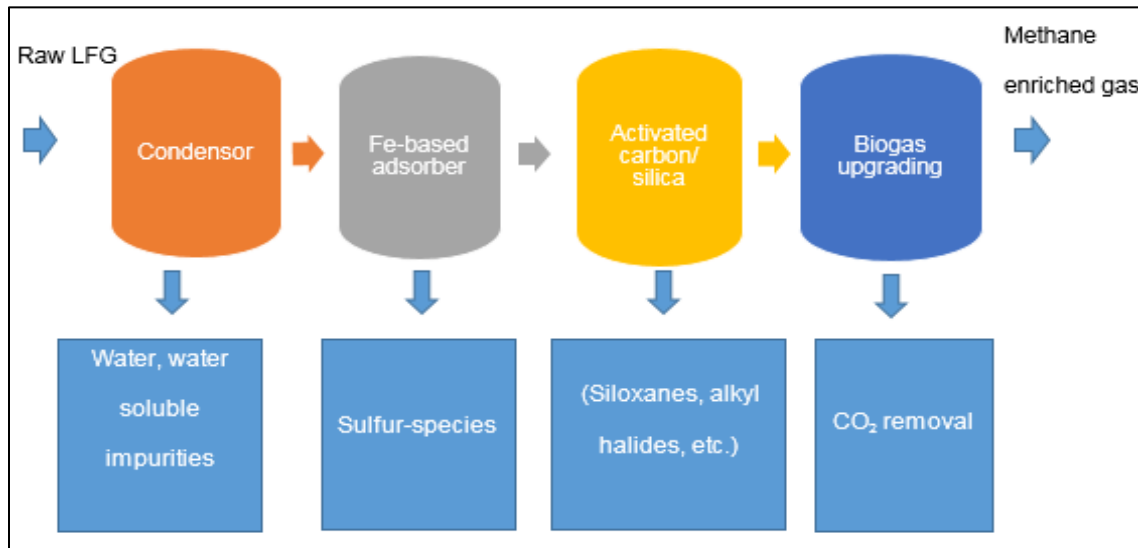 Raw LFG
Methane
enriched gas
Condensor
Fe-based
adsorber
Activated
carbon/
silica
Biogas
upgrading
Water, water
soluble
impurities
Sulfur-species
(Siloxanes, alkyl
halides, etc.)
CO₂ removal